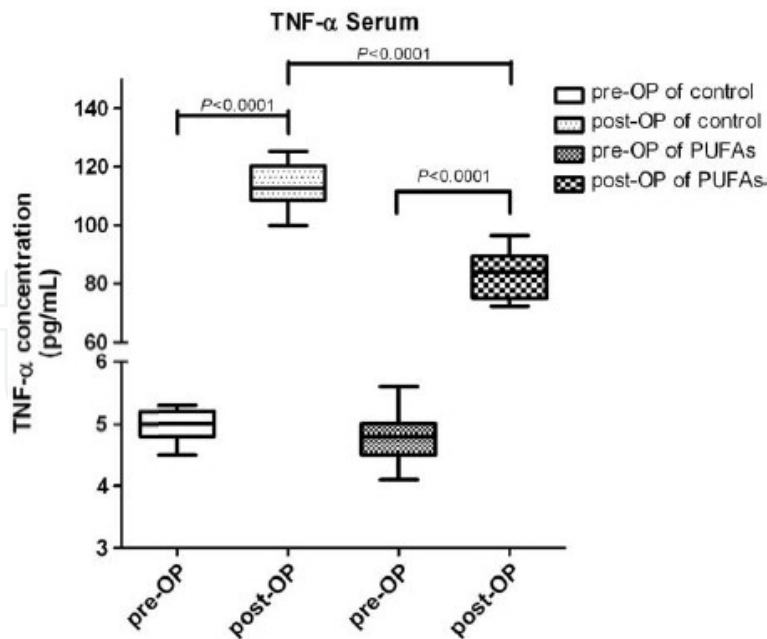 TNF-α Serum
P<0.0001
P<0.0001
P<0.0001
pre-OP of control
post-OP of control
pre-OP of PUFAs
post-OP of PUFAs
TNF-α concentration
(pg/mL)
140
120
100
80
60
6
5
4
3
pre-OP
post-OP
pre-OP
post-OP